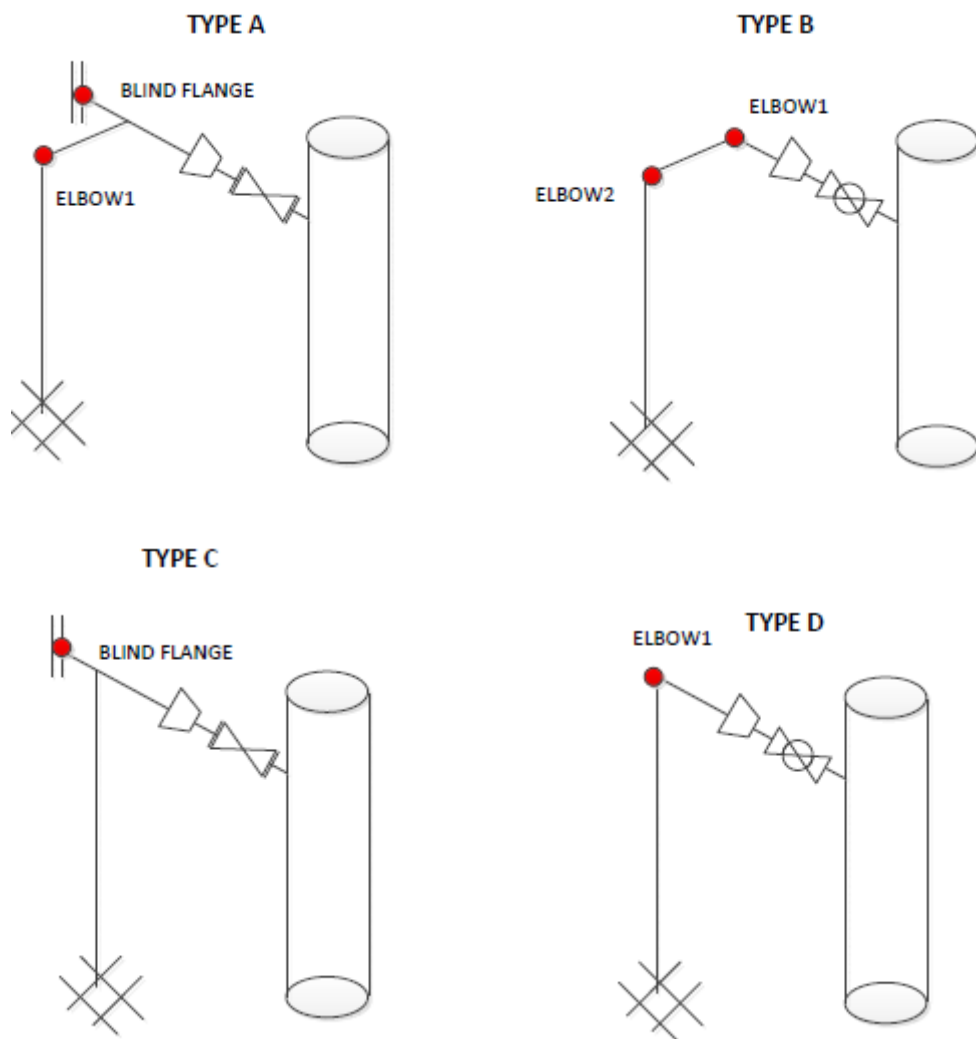 TYPE A
BLIND FLANGE
ELBOW1
TYPE B
ELBOW1
ELBOW2
TYPE C
BLIND FLANGE
TYPE D
ELBOW1